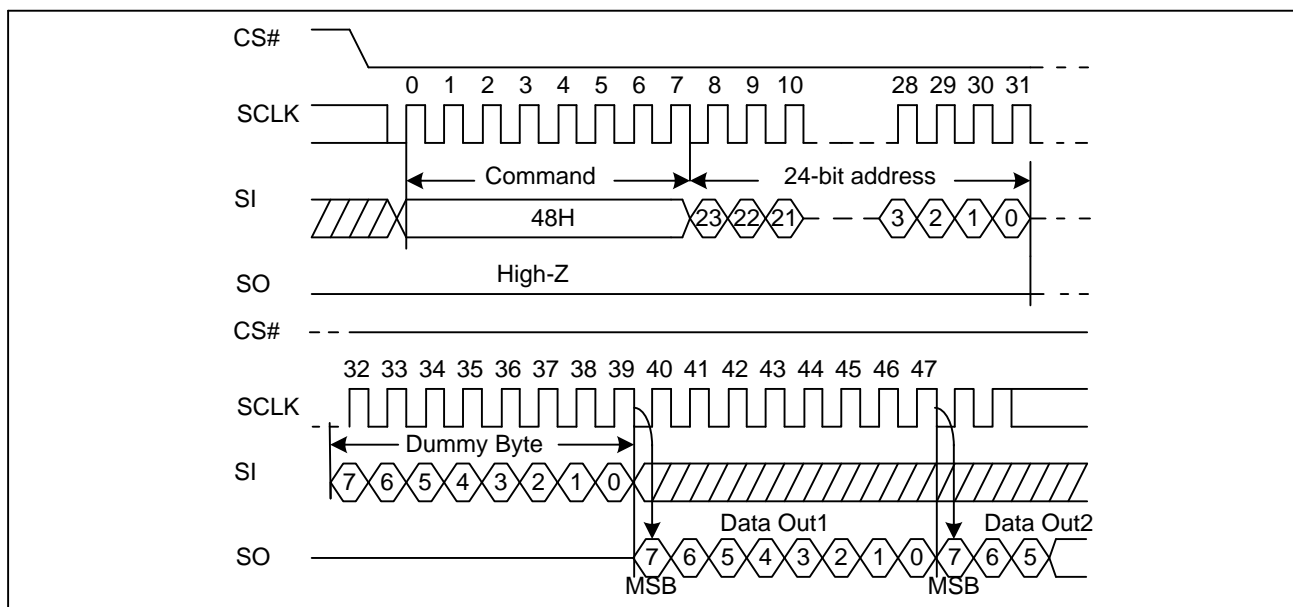 CS#
0 1 2 3 4 5 6 7 8 9 10 28 29 30 31
SCLK
Command 24-bit address
SI
48H 23 22 21 3 2 1 0
High-Z
SO
CS#
32 33 34 35 36 37 38 39 40 41 42 43 44 45 46 47
SCLK
Dummy Byte
SI
7 6 5 4 3 2 1 0
Data Out1 Data Out2
SO
7 6 5 4 3 2 1 0 7 6 5
MSB MSB